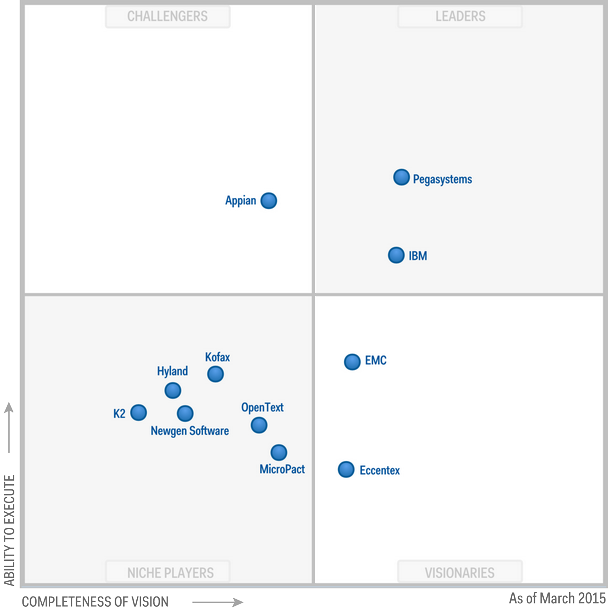 CHALLENGERS
LEADERS
Pegasystems
Appian
IBM
Kofax
EMC
Hyland
OpenText
K2
Newgen Software
MicroPact
Eccentex
NICHE PLAYERS
VISIONARIES
ABILITY TO EXECUTE
COMPLETENESS OF VISION
As of March 2015